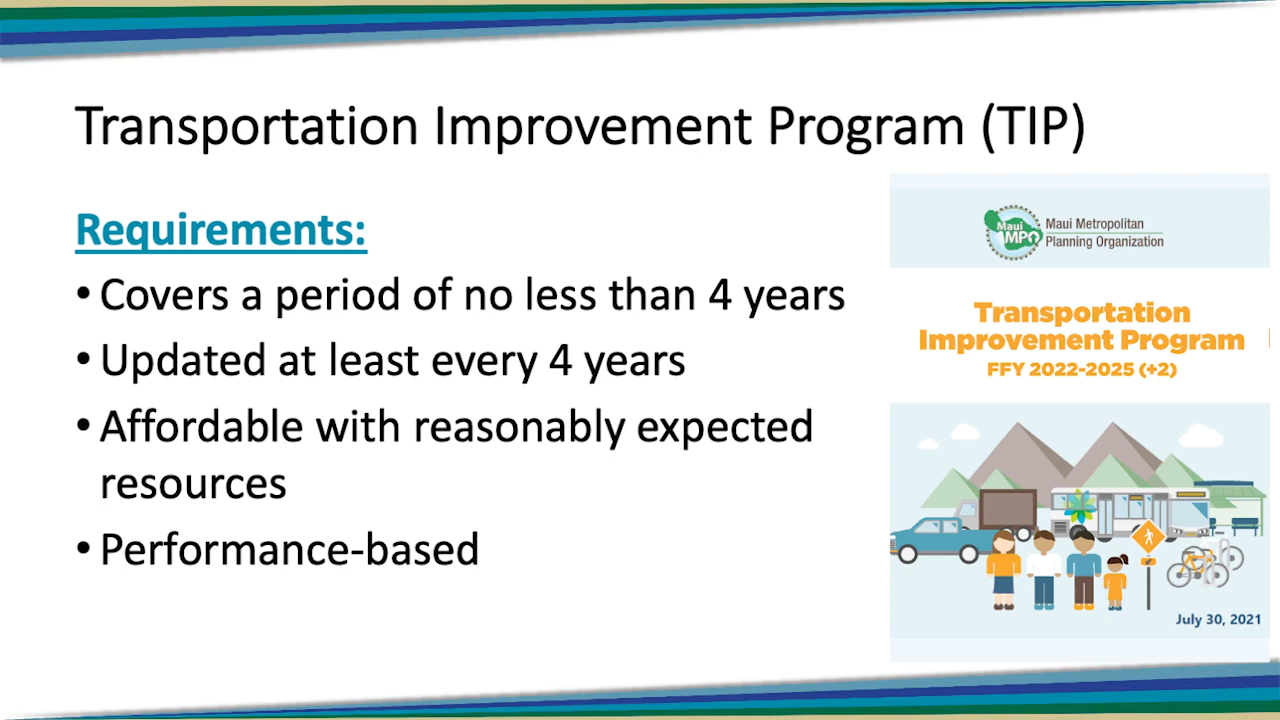 Transportation Improvement Program (TIP)
Requirements:
• Covers a period of no less than 4 years
• Updated at least every 4 years
• Affordable with reasonably expected
resources
• Performance-based
Maui
MPO
Maui Metropolitan
Planning Organization
Transportation
Improvement Program
FFY 2022-2025 (+2)
July 30, 2021